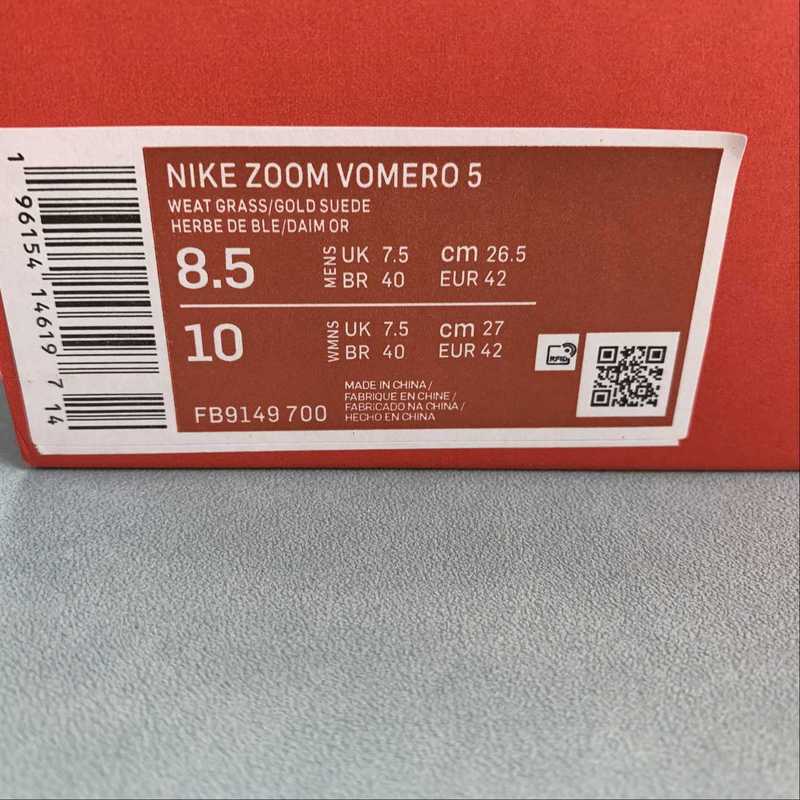 1 96154 14619 7 14
NIKE ZOOM VOMERO 5
WEAT GRASS/GOLD SUEDE
HERBE DE BLE/DAIM OR
8.5 MENS UK 7.5 cm 26.5
BR 40 EUR 42
10 WMNS UK 7.5 cm 27
BR 40 EUR 42
RFID
FB9149 700
MADE IN CHINA /
FABRIQUE EN CHINE /
FABRICADO NA CHINA /
HECHO EN CHINA